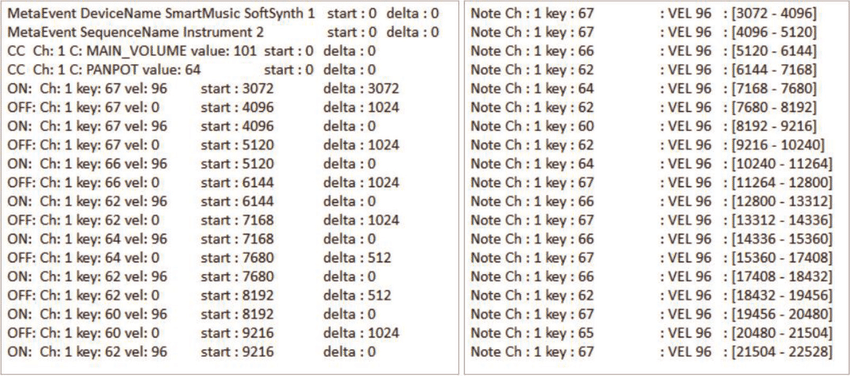 MetaEvent DeviceName SmartMusic SoftSynth 1 start : 0 delta : 0
MetaEvent SequenceName Instrument 2 start : 0 delta : 0
CC Ch: 1 C: MAIN_VOLUME value: 101 start : 0 delta : 0
CC Ch: 1 C: PANPOT value: 64 start : 0 delta : 0
ON: Ch: 1 key: 67 vel: 96 start : 3072 delta : 3072
OFF: Ch: 1 key: 67 vel: 0 start : 4096 delta : 1024
ON: Ch: 1 key: 67 vel: 96 start : 4096 delta : 0
OFF: Ch: 1 key: 67 vel: 0 start : 5120 delta : 1024
ON: Ch: 1 key: 66 vel: 96 start : 5120 delta : 0
OFF: Ch: 1 key: 66 vel: 0 start : 6144 delta : 1024
ON: Ch: 1 key: 62 vel: 96 start : 6144 delta : 0
OFF: Ch: 1 key: 62 vel: 0 start : 7168 delta : 1024
ON: Ch: 1 key: 64 vel: 96 start : 7168 delta : 0
OFF: Ch: 1 key: 64 vel: 0 start : 7680 delta : 512
ON: Ch: 1 key: 62 vel: 96 start : 7680 delta : 0
OFF: Ch: 1 key: 62 vel: 0 start : 8192 delta : 512
ON: Ch: 1 key: 60 vel: 96 start : 8192 delta : 0
OFF: Ch: 1 key: 60 vel: 0 start : 9216 delta : 1024
ON: Ch: 1 key: 62 vel: 96 start : 9216 delta : 0
Note Ch : 1 key : 67 : VEL 96 : [3072 - 4096]
Note Ch : 1 key : 67 : VEL 96 : [4096 - 5120]
Note Ch : 1 key : 66 : VEL 96 : [5120 - 6144]
Note Ch : 1 key : 62 : VEL 96 : [6144 - 7168]
Note Ch : 1 key : 64 : VEL 96 : [7168 - 7680]
Note Ch : 1 key : 62 : VEL 96 : [7680 - 8192]
Note Ch : 1 key : 60 : VEL 96 : [8192 - 9216]
Note Ch : 1 key : 62 : VEL 96 : [9216 - 10240]
Note Ch : 1 key : 64 : VEL 96 : [10240 - 11264]
Note Ch : 1 key : 67 : VEL 96 : [11264 - 12800]
Note Ch : 1 key : 66 : VEL 96 : [12800 - 13312]
Note Ch : 1 key : 67 : VEL 96 : [13312 - 14336]
Note Ch : 1 key : 66 : VEL 96 : [14336 - 15360]
Note Ch : 1 key : 67 : VEL 96 : [15360 - 17408]
Note Ch : 1 key : 66 : VEL 96 : [17408 - 18432]
Note Ch : 1 key : 62 : VEL 96 : [18432 - 19456]
Note Ch : 1 key : 67 : VEL 96 : [19456 - 20480]
Note Ch : 1 key : 65 : VEL 96 : [20480 - 21504]
Note Ch : 1 key : 67 : VEL 96 : [21504 - 22528]